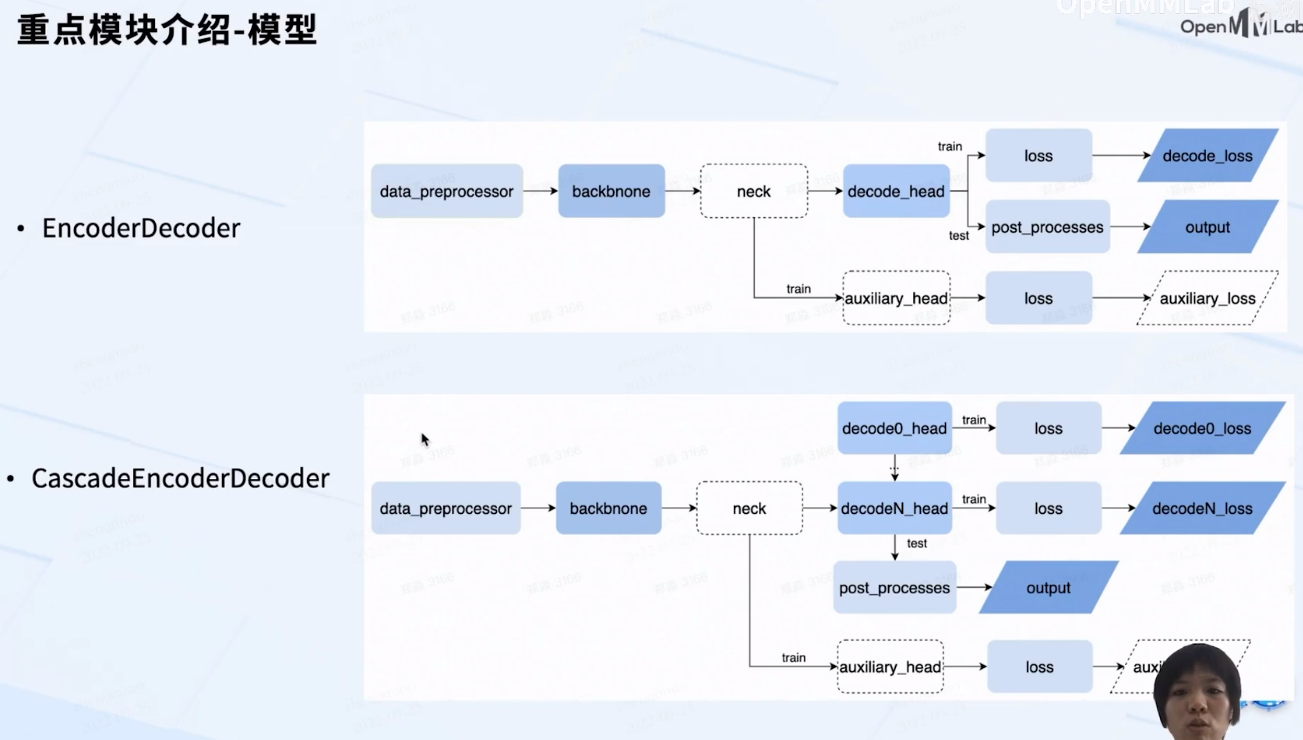 重点模块介绍-模型
OpenMMLab
OpenMMLab
• EncoderDecoder
data_preprocessor
backbnone
neck
decode_head
train
loss
decode_loss
test
post_processes
output
train
auxiliary_head
loss
auxiliary_loss
• CascadeEncoderDecoder
decode0_head
train
loss
decode0_loss
...
data_preprocessor
backbnone
neck
decodeN_head
train
loss
decodeN_loss
test
post_processes
output
train
auxiliary_head
loss
auxi